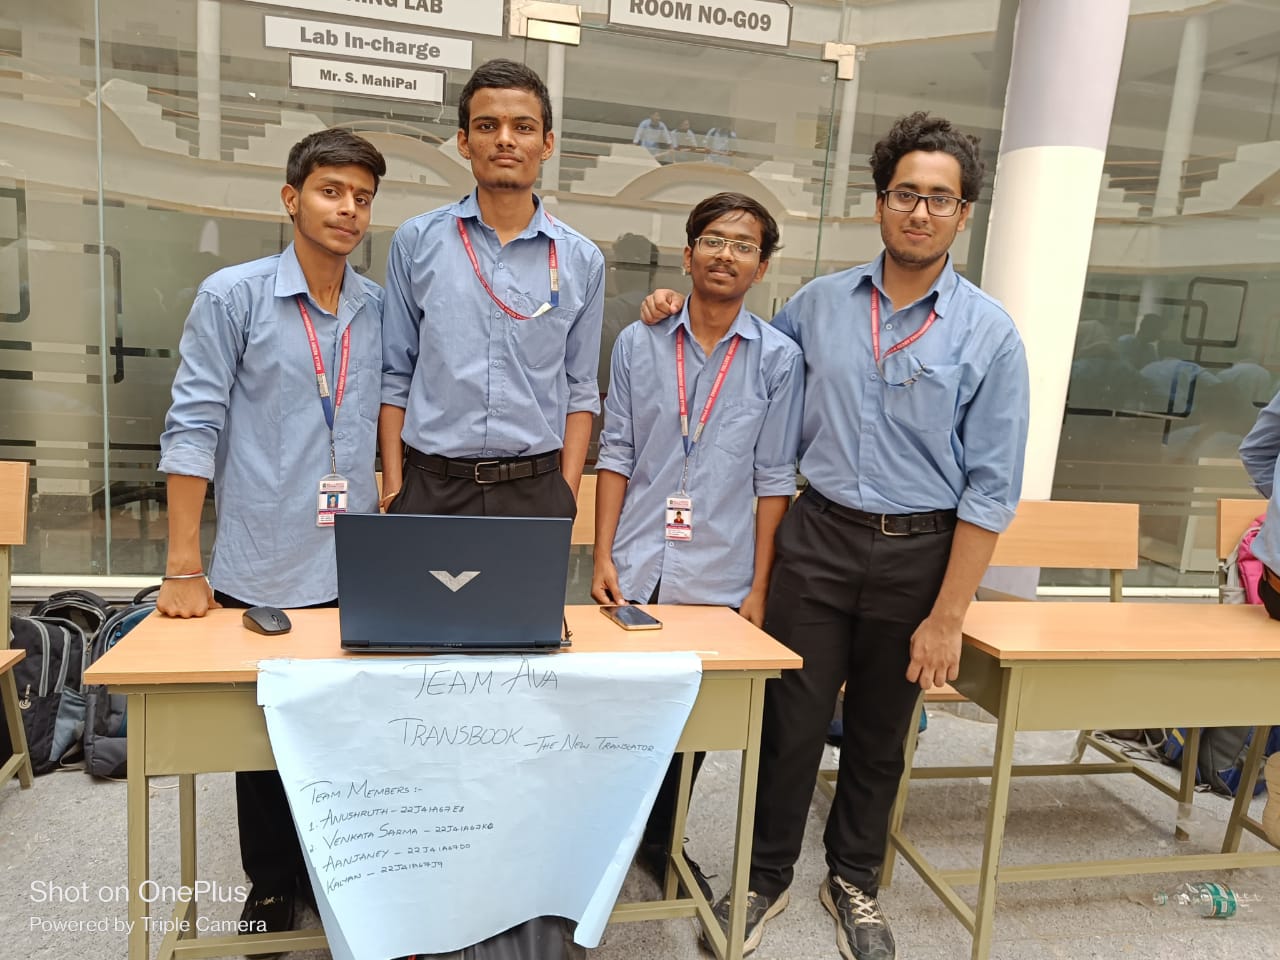 LAB
Lab In-charge
Mr. S. MahiPal
ROOM NO-G09
TEAM AVA
TRANSBOOK - THE NEW TRANSLATOR
TEAM MEMBERS :-
1. ANUSHRUTH - 22J41A67E8
2. VENKATA SARMA - 22J41A67K0
AANJANEY - 22J41A67D0
KALYAN - 22J41A67J9
Shot on OnePlus
Powered by Triple Camera